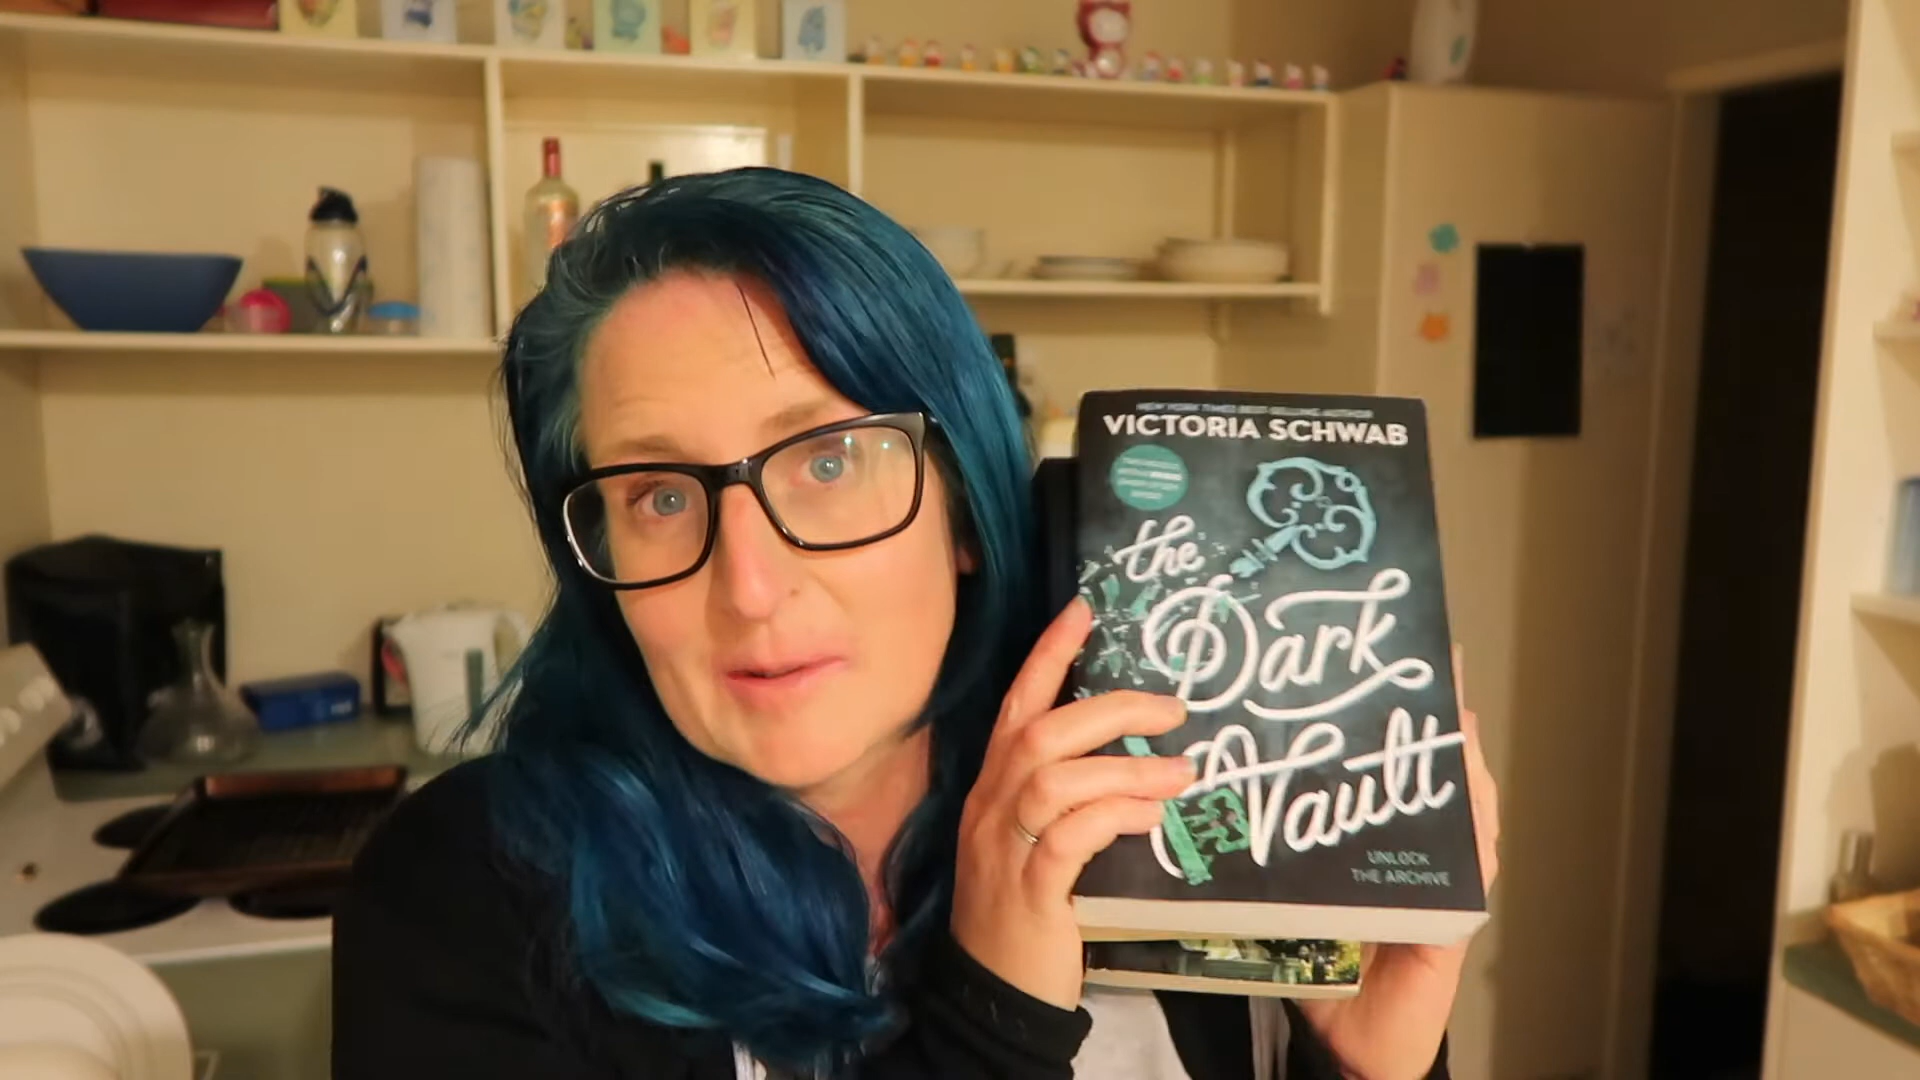 NEW YORK TIMES BEST-SELLING AUTHOR
VICTORIA SCHWAB
the
Dark
Vault
UNLOCK
THE ARCHIVE